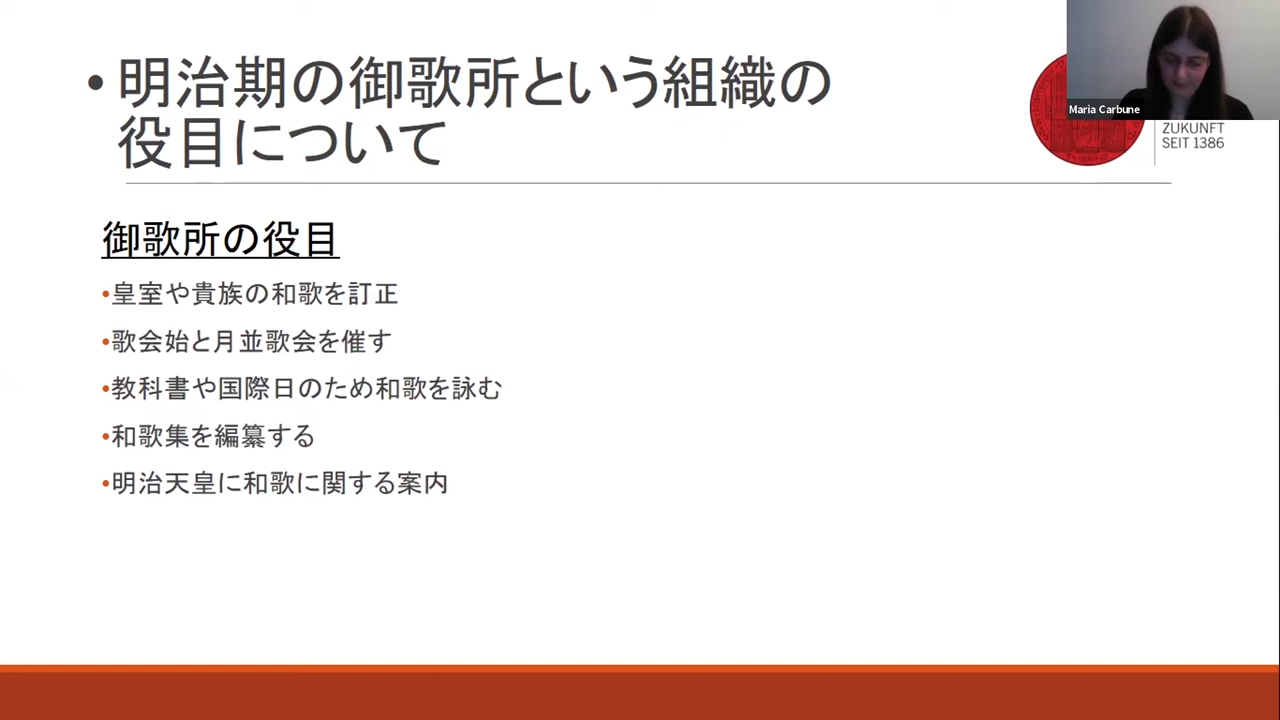 • 明治期の御歌所という組織の
役目について
Maria Carbune
ZUKUNFT
SEIT 1386
御歌所の役目
•皇室や貴族の和歌を訂正
•歌会始と月並歌会を催す
•教科書や国際日のため和歌を詠む
•和歌集を編纂する
•明治天皇に和歌に関する案内